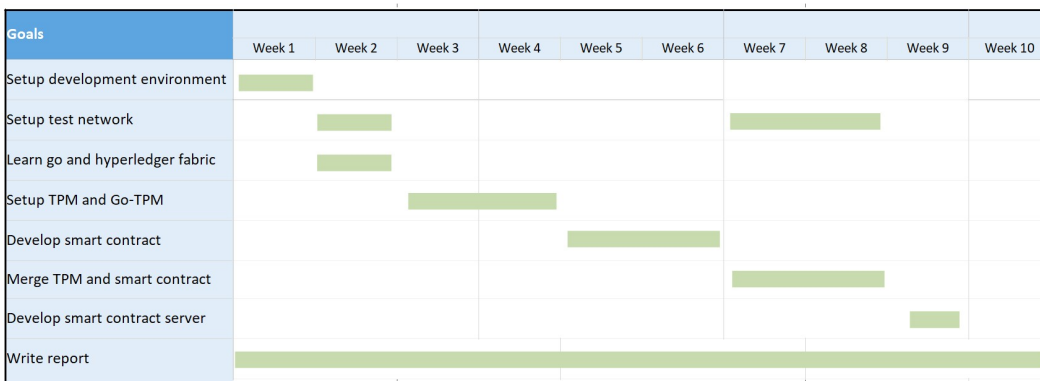 Goals
Week 1 Week 2 Week 3 Week 4 Week 5 Week 6 Week 7 Week 8 Week 9 Week 10
Setup development environment
Setup test network
Learn go and hyperledger fabric
Setup TPM and Go-TPM
Develop smart contract
Merge TPM and smart contract
Develop smart contract server
Write report